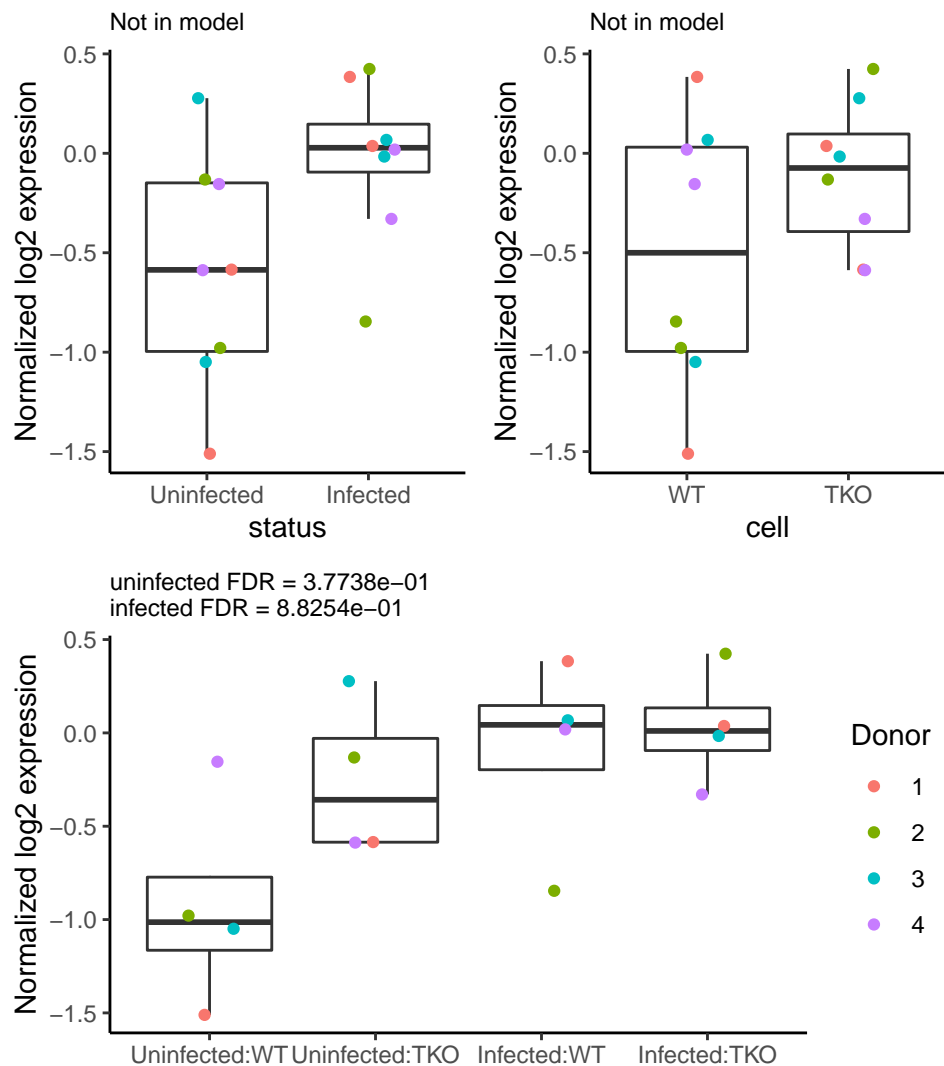 Not in model
Normalized log2 expression
0.5
0.0
−0.5
−1.0
−1.5
Uninfected Infected
status
Not in model
Normalized log2 expression
0.5
0.0
−0.5
−1.0
−1.5
WT TKO
cell
uninfected FDR = 3.7738e−01
infected FDR = 8.8254e−01
Normalized log2 expression
0.5
0.0
−0.5
−1.0
−1.5
Uninfected:WT Uninfected:TKO Infected:WT Infected:TKO
Donor
1
2
3
4